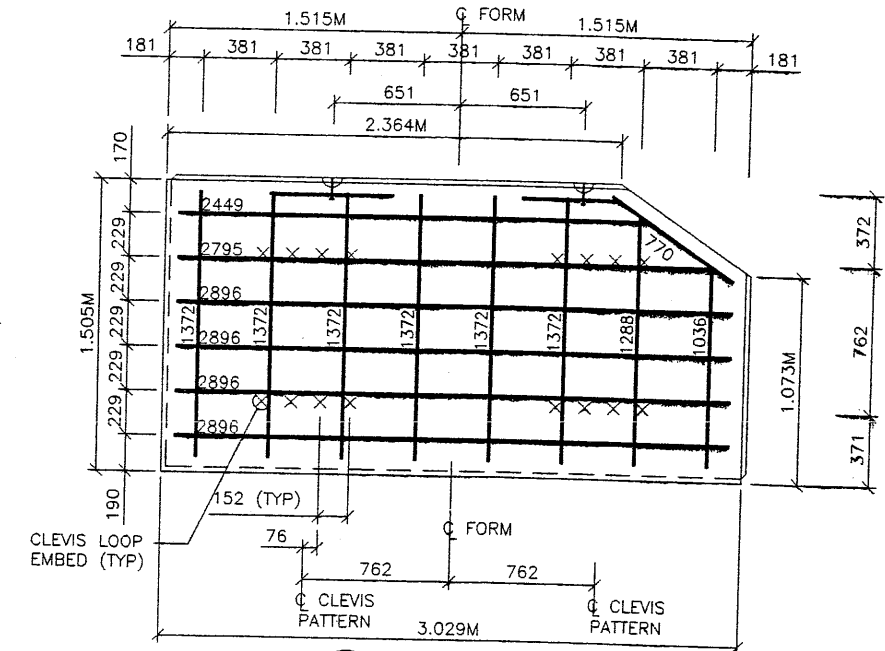 ℄ FORM
1.515M 1.515M
181 381 381 381 381 381 381 381 181
651 651
2.364M
170
229
229
229
229
229
190
1.505M
2449
2795
2896
2896
2896
2896
1372 1372 1372 1372 1372 1372 1288 1036
770
372
762
371
1.073M
152 (TYP)
76
CLEVIS LOOP
EMBED (TYP)
℄ FORM
762 762
℄ CLEVIS
PATTERN
℄ CLEVIS
PATTERN
3.029M